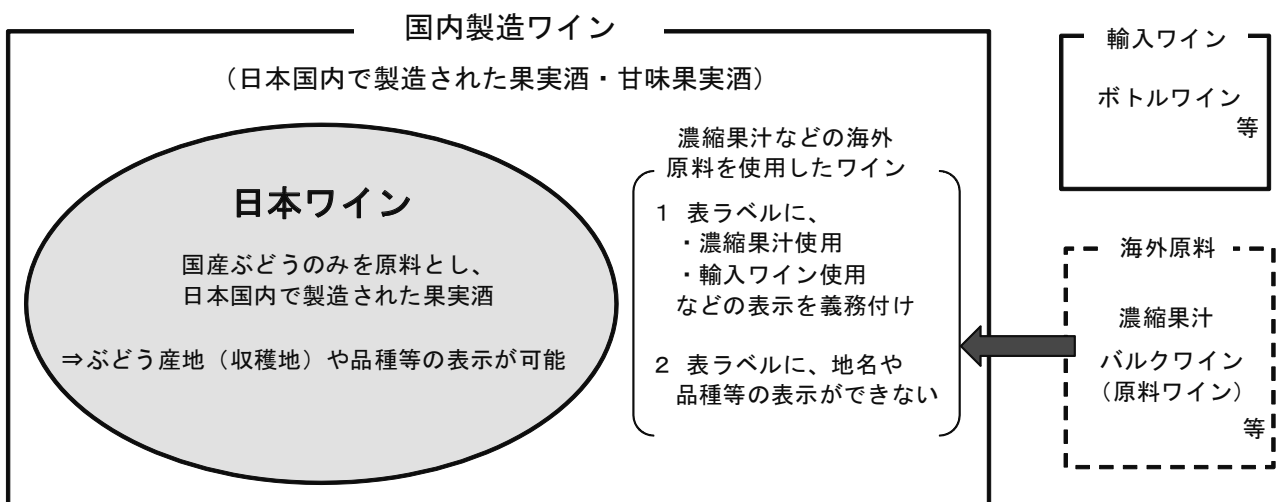 国内製造ワイン
（日本国内で製造された果実酒・甘味果実酒）
日本ワイン
国産ぶどうのみを原料とし、
日本国内で製造された果実酒
⇒ぶどう産地（収穫地）や品種等の表示が可能
濃縮果汁などの海外
原料を使用したワイン
１ 表ラベルに、
・濃縮果汁使用
・輸入ワイン使用
などの表示を義務付け
２ 表ラベルに、地名や
品種等の表示ができない
輸入ワイン
ボトルワイン
等
海外原料
濃縮果汁
バルクワイン
（原料ワイン）
等